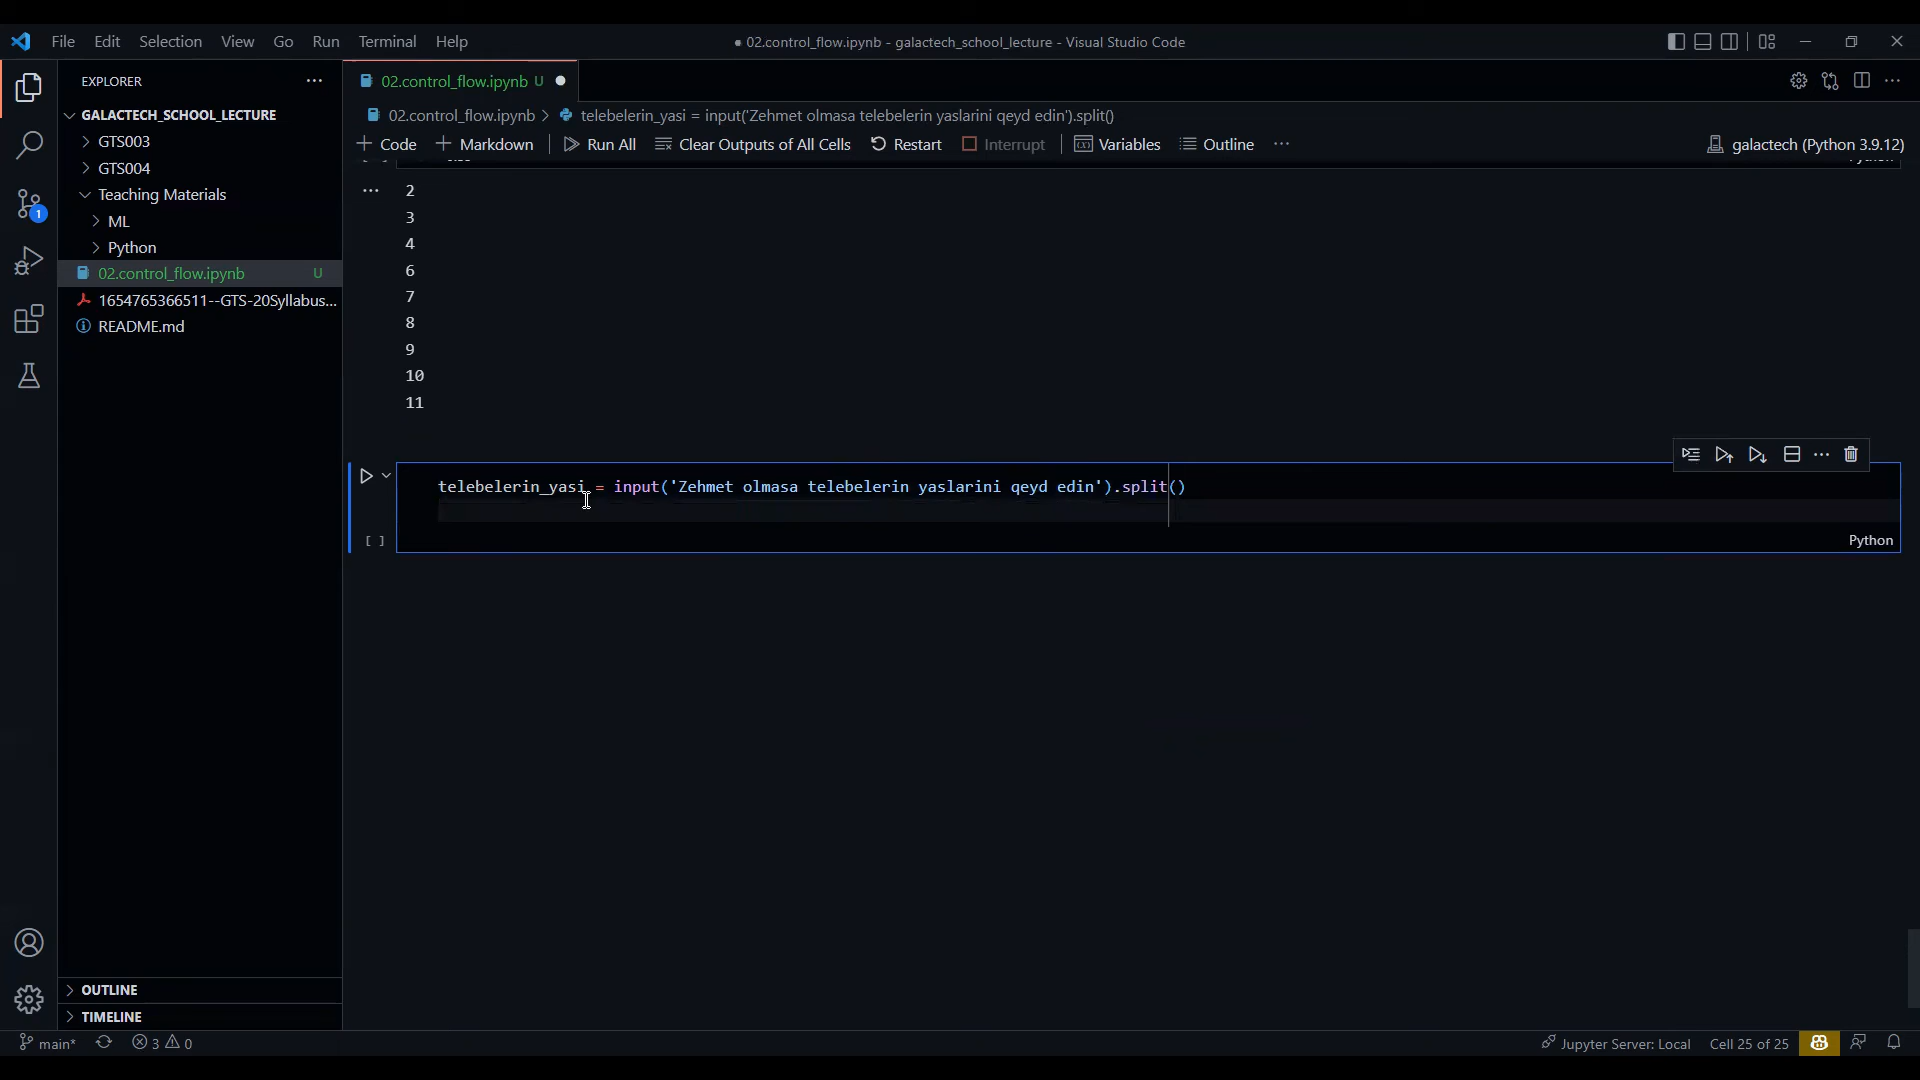 File Edit Selection View Go Run Terminal Help
● 02.control_flow.ipynb - galactech_school_lecture - Visual Studio Code
EXPLORER ...
02.control_flow.ipynb U
GALACTECH_SCHOOL_LECTURE
02.control_flow.ipynb > telebelerin_yasi = input('Zehmet olmasa telebelerin yaslarini qeyd edin').split()
GTS003
+ Code + Markdown Run All Clear Outputs of All Cells Restart Interrupt Variables Outline ... galactech (Python 3.9.12)
GTS004
Teaching Materials
ML
Python
02.control_flow.ipynb U
1654765366511--GTS-20Syllabus...
README.md
... 2
3
4
6
7
8
9
10
11
telebelerin_yasi = input('Zehmet olmasa telebelerin yaslarini qeyd edin').split()
[ ] Python
OUTLINE
TIMELINE
main* 3 0 Jupyter Server: Local Cell 25 of 25
1